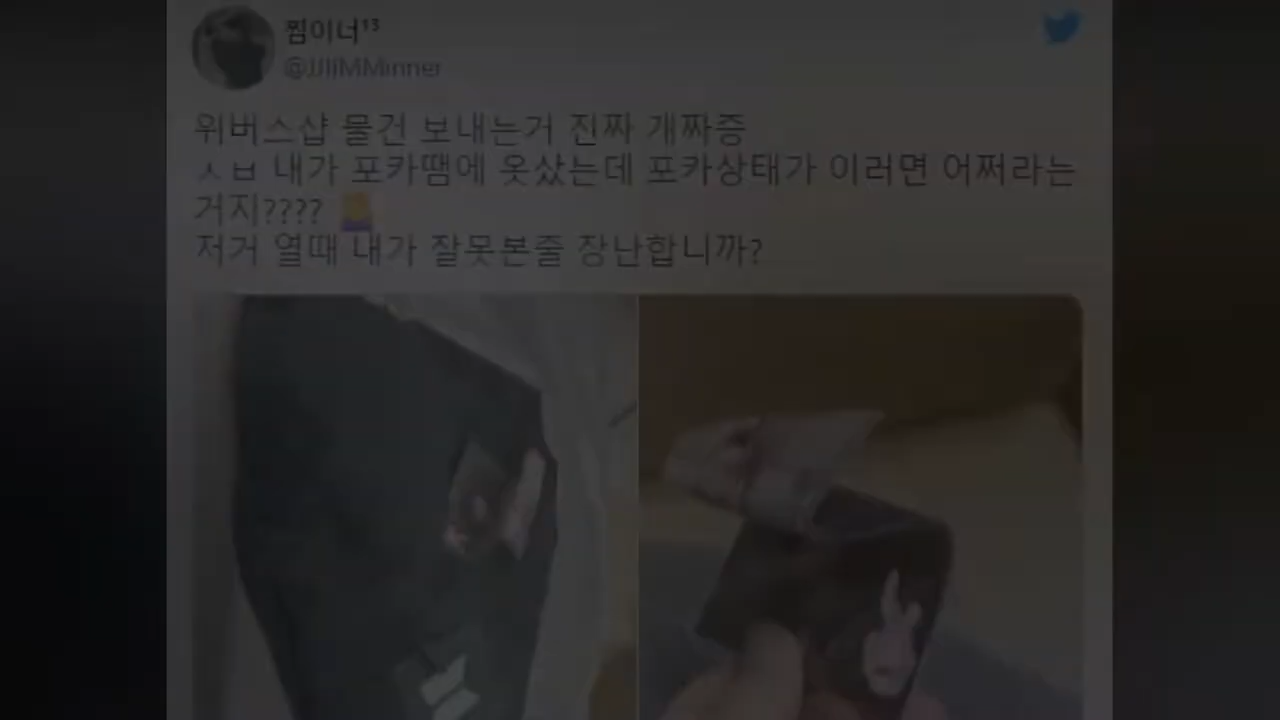 찜이너¹³
@JJIIMMinner
위버스샵 물건 보내는거 진짜 개짜증
ㅅㅂ 내가 포카땜에 옷샀는데 포카상태가 이러면 어쩌라는
거지????
저거 열때 내가 잘못본줄 장난합니까?